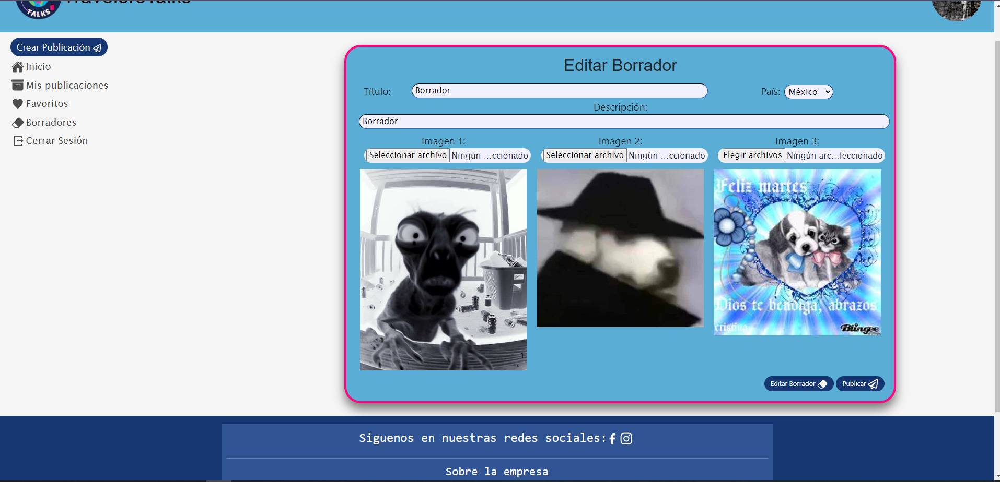 TALKS
TravelersTalks
Crear Publicación
Inicio
Mis publicaciones
Favoritos
Borradores
Cerrar Sesión
Editar Borrador
Título: Borrador País: México
Descripción:
Borrador
Imagen 1: Imagen 2: Imagen 3:
Seleccionar archivo Ningún ...ccionado Seleccionar archivo Ningún ...ccionado Elegir archivos Ningún arc...leccionado
Feliz martes
Dios te bendiga, abrazos
cristina
Blingee
Editar Borrador Publicar
Siguenos en nuestras redes sociales:
Sobre la empresa